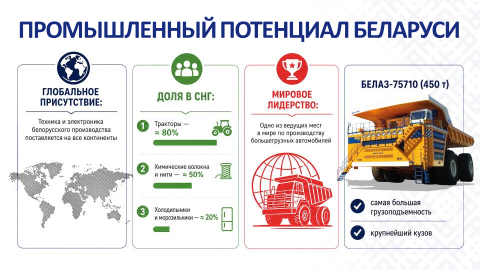 ПРОМЫШЛЕННЫЙ ПОТЕНЦИАЛ БЕЛАРУСИ
ГЛОБАЛЬНОЕ
ПРИСУТСТВИЕ:
Техника и электроника
белорусского производства
поставляется на все континенты
ДОЛЯ В СНГ:
1
Тракторы —
≈ 80%
2
Химические волокна
и нити — ≈ 50%
3
Холодильники
и морозильники — ≈ 20%
МИРОВОЕ
ЛИДЕРСТВО:
Одно из ведущих мест
в мире по производству
большегрузных автомобилей
БЕЛАЗ-75710 (450 т)
самая большая
грузоподъемность
крупнейший кузов